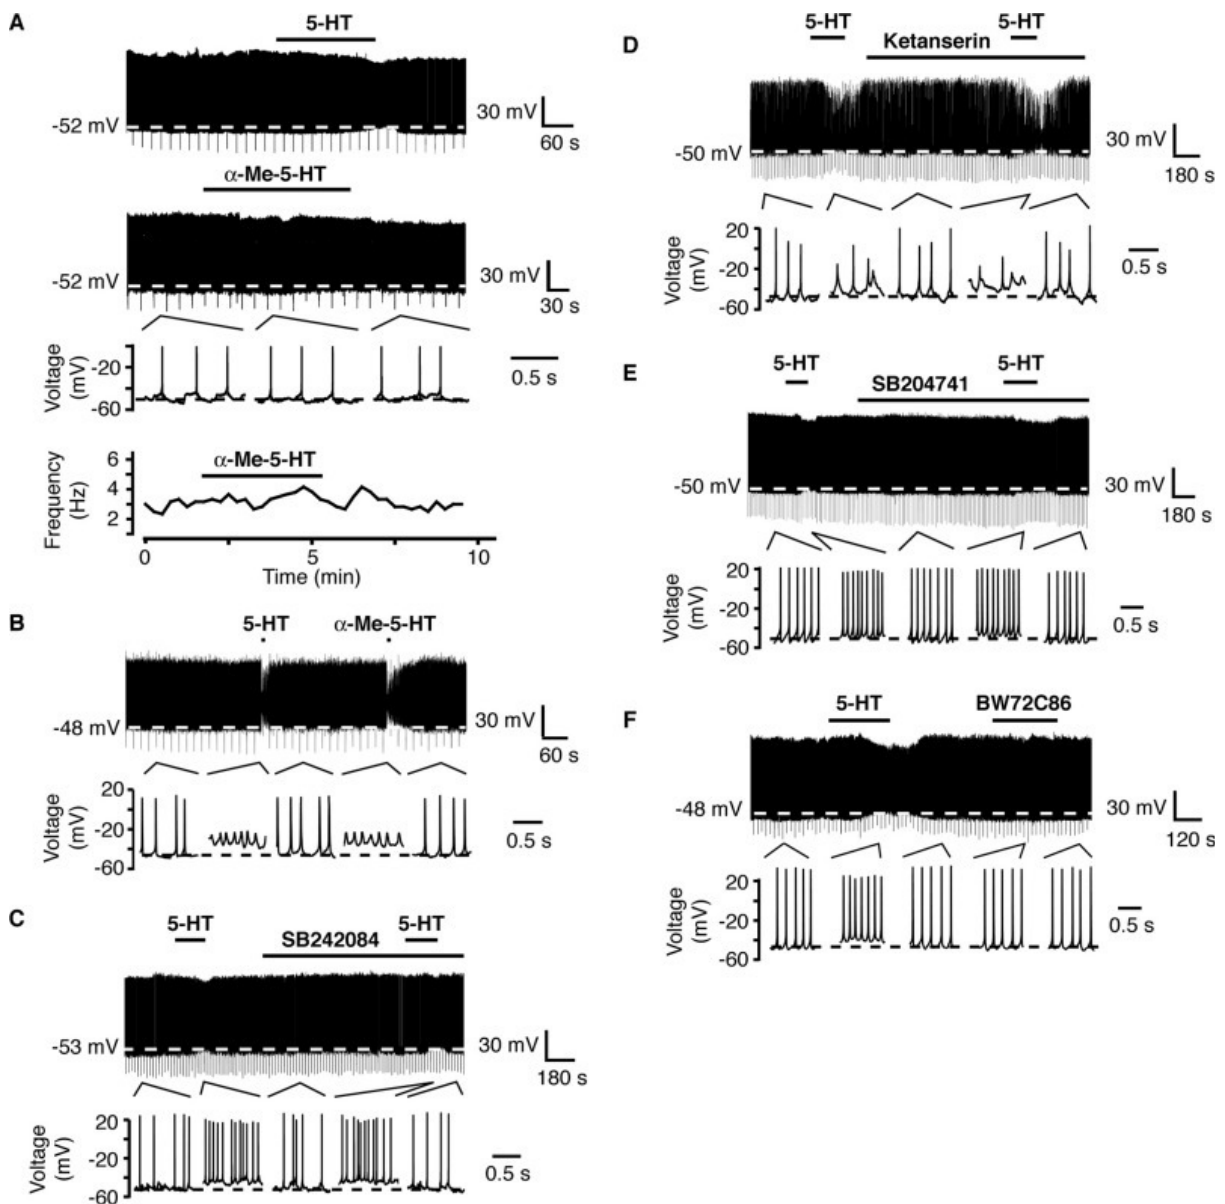 A
5-HT
-52 mV
30 mV
60 s
α-Me-5-HT
-52 mV
30 mV
30 s
Voltage
(mV)
-20
-60
0.5 s
α-Me-5-HT
Frequency
(Hz)
6
4
2
0
5
10
Time (min)
B
5-HT
α-Me-5-HT
-48 mV
30 mV
60 s
Voltage
(mV)
20
-20
-60
0.5 s
C
5-HT
5-HT
SB242084
-53 mV
30 mV
180 s
Voltage
(mV)
20
-20
-60
0.5 s
D
5-HT
5-HT
Ketanserin
-50 mV
30 mV
180 s
Voltage
(mV)
20
-20
-60
0.5 s
E
5-HT
5-HT
SB204741
-50 mV
30 mV
180 s
Voltage
(mV)
20
-20
-60
0.5 s
F
5-HT
BW72C86
-48 mV
30 mV
120 s
Voltage
(mV)
20
-20
-60
0.5 s